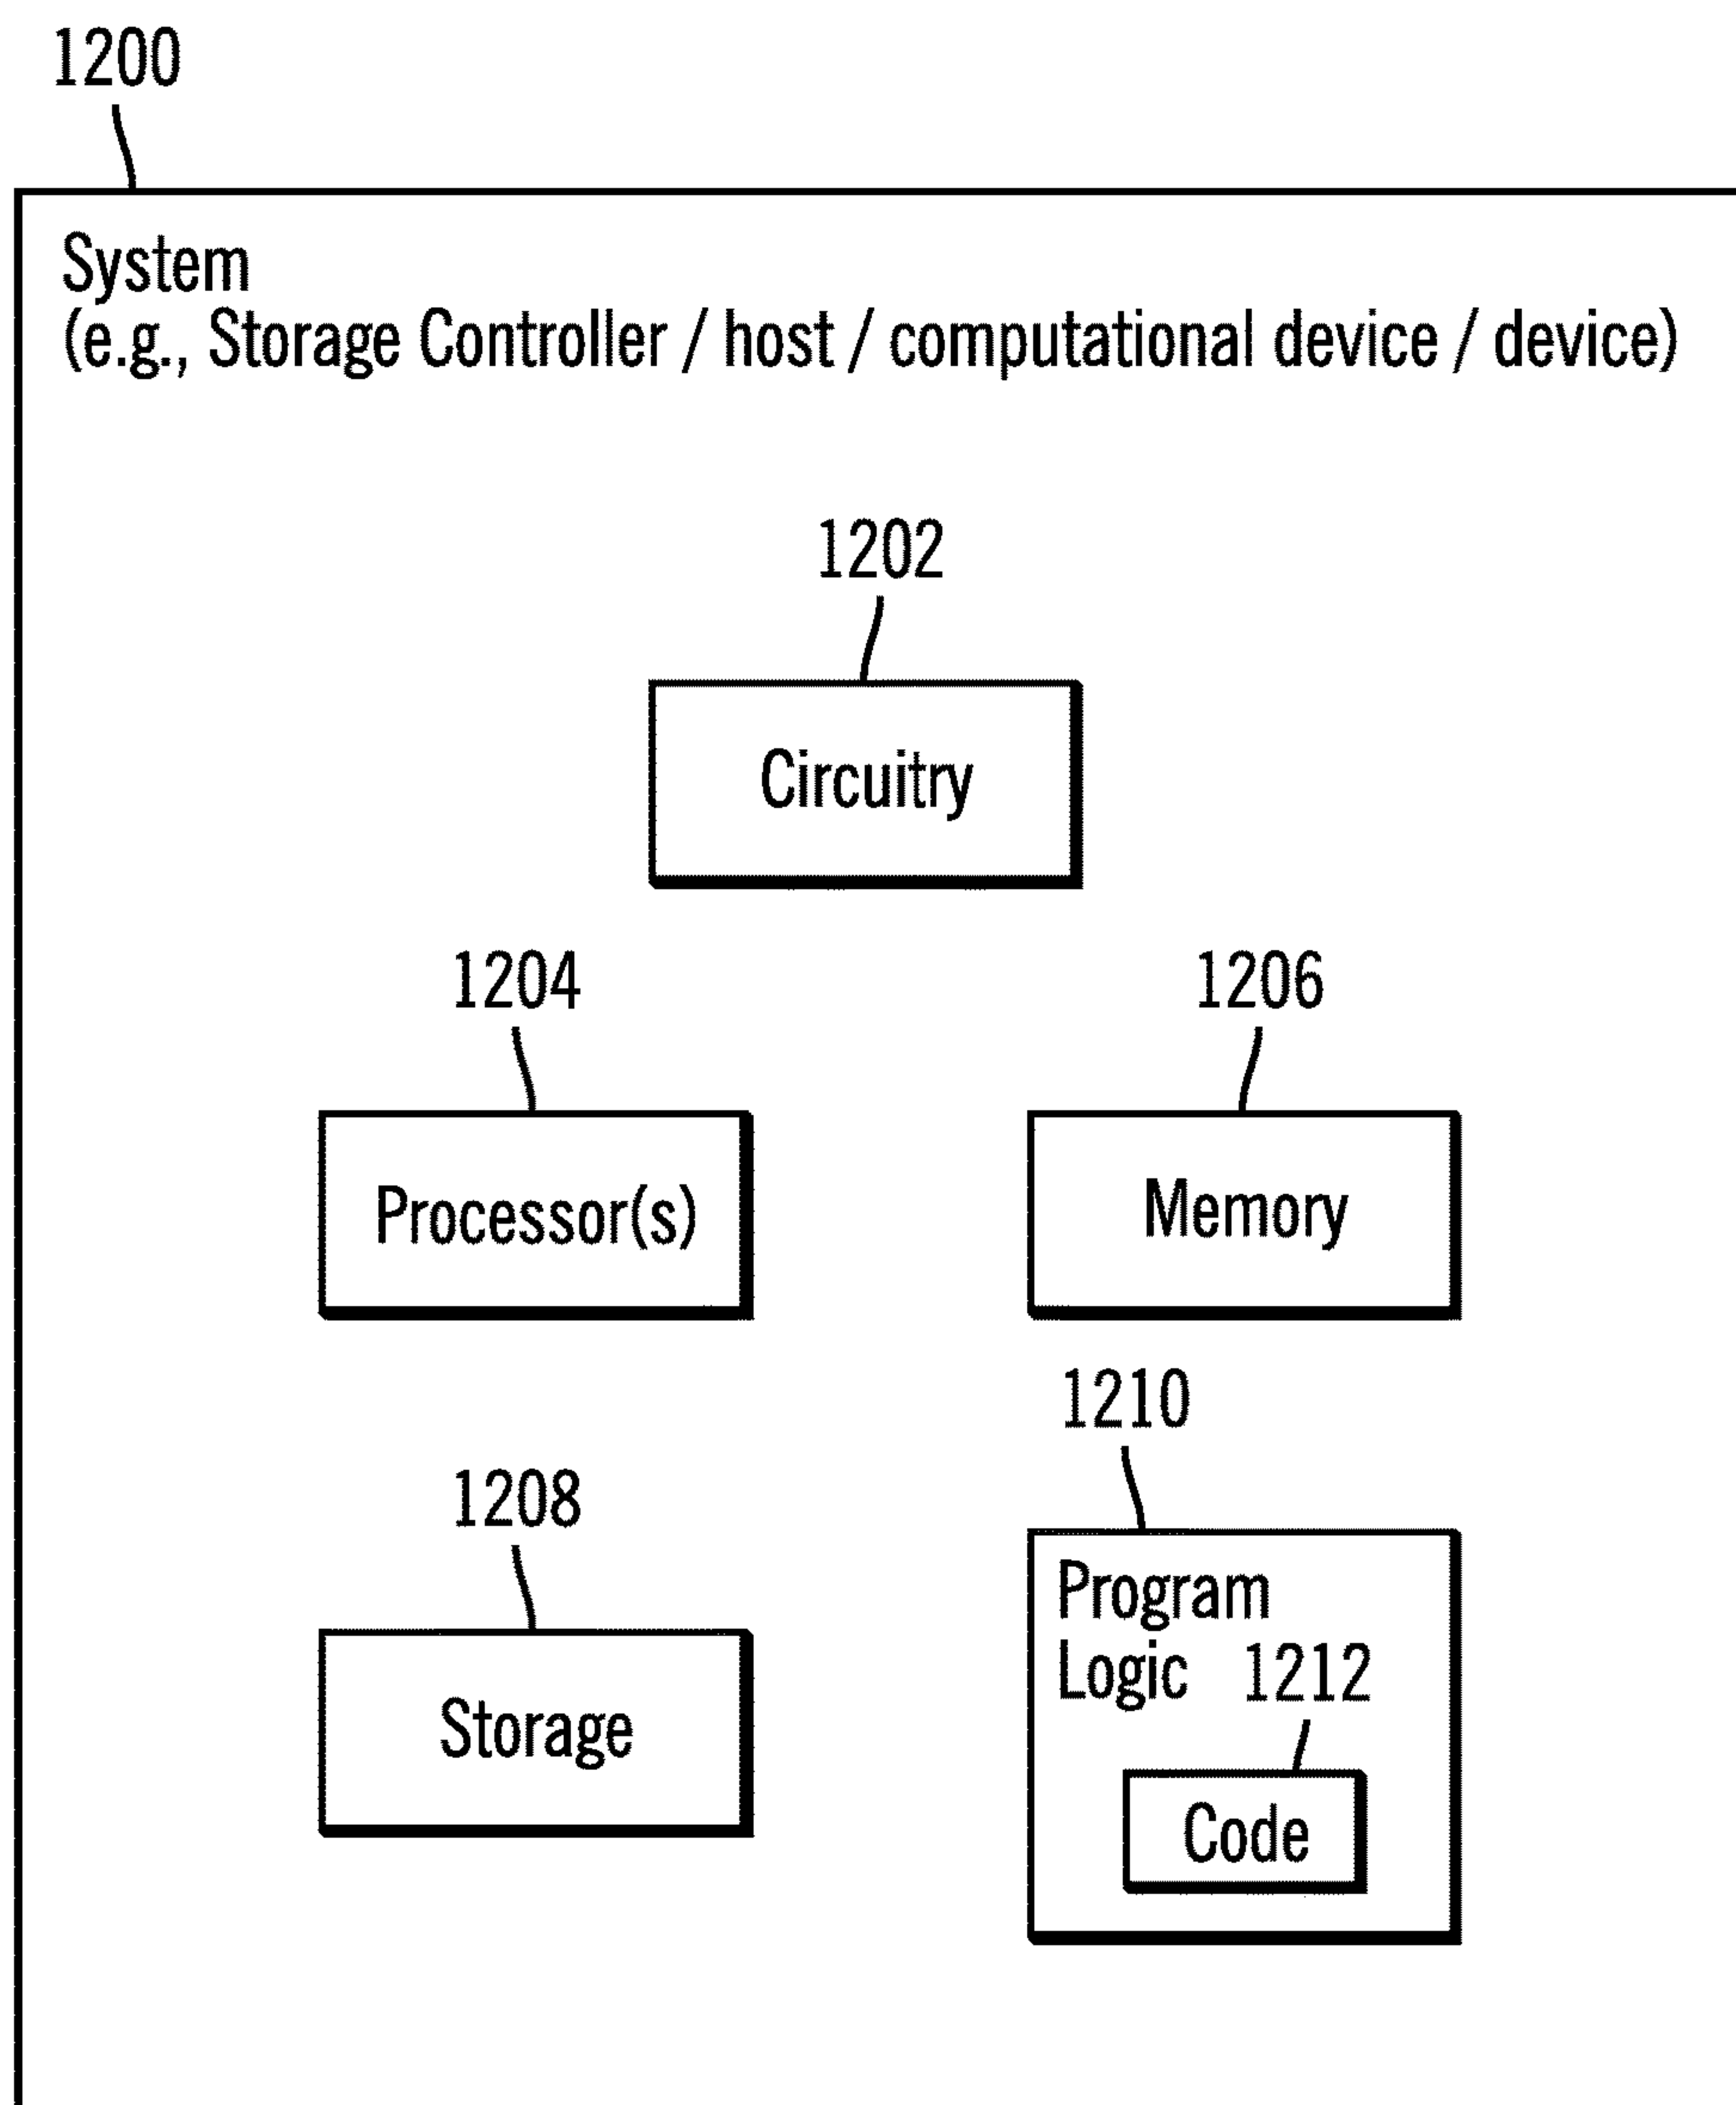 1200
System
(e.g., Storage Controller / host / computational device / device)
1202
Circuitry
1204
1206
Processor(s)
Memory
1210
1208
Program
Logic 1212
Storage
Code